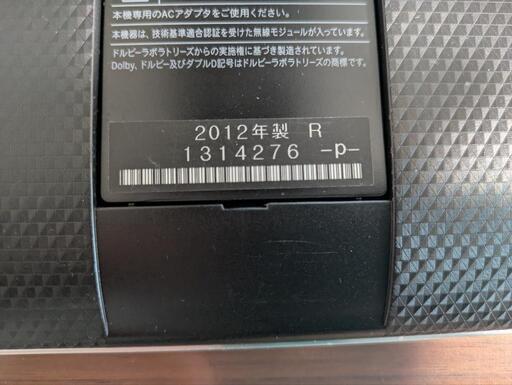 本機専用のACアダプタをご使用ください。
本機器は、技術基準適合認証を受けた無線モジュールが入っています。
ドルビーラボラトリーズからの実施権に基づき製造されています。
Dolby、ドルビー及びダブルD記号はドルビーラボラトリーズの商標です。
2012年製 R
1314276 -p-